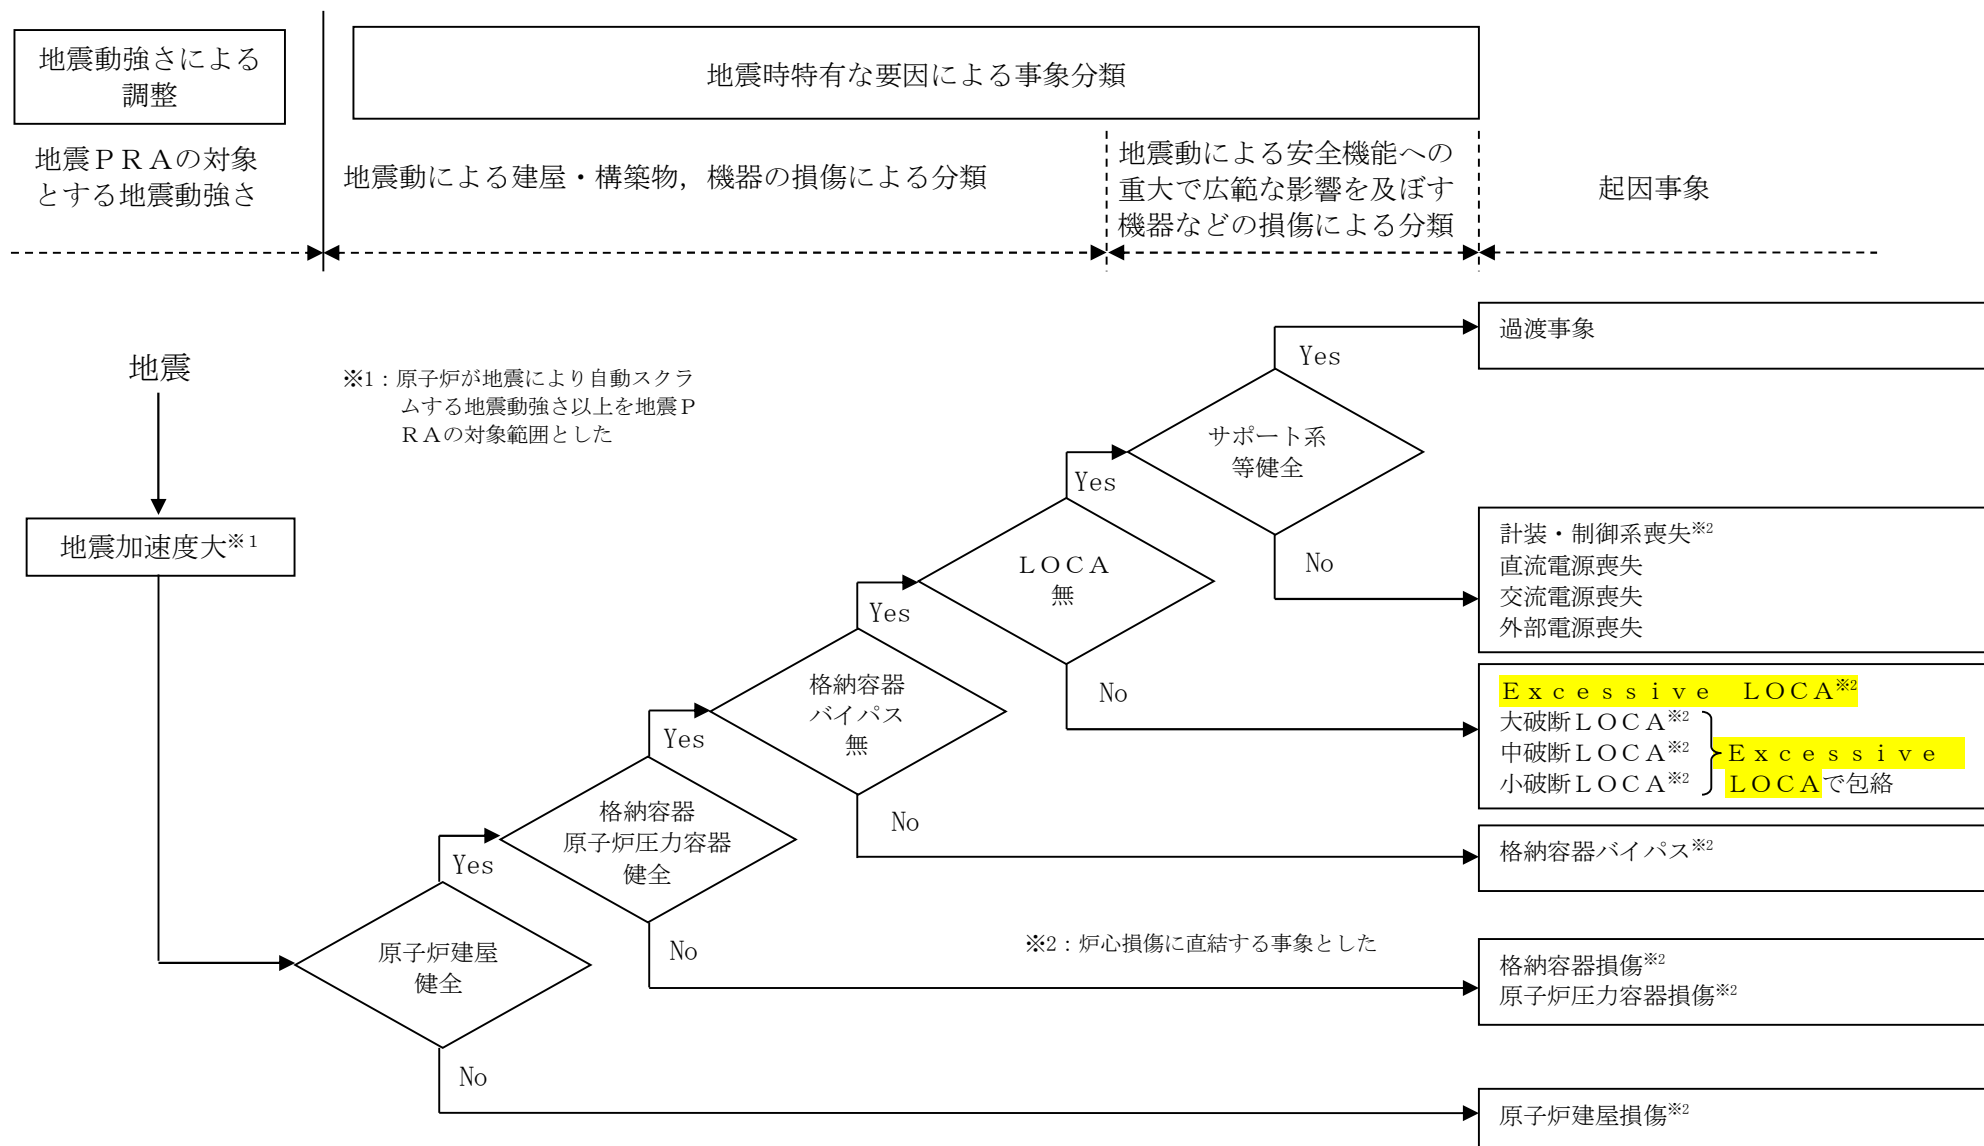 地震動強さによる
調整
地震時特有な要因による事象分類
地震ＰＲＡの対象
とする地震動強さ
地震動による建屋・構築物，機器の損傷による分類
地震動による安全機能への
重大で広範な影響を及ぼす
機器などの損傷による分類
起因事象
地震
※1：原子炉が地震により自動スクラ
ムする地震動強さ以上を地震Ｐ
ＲＡの対象範囲とした
地震加速度大※1
過渡事象
Yes
サポート系
等健全
No
計装・制御系喪失※2
直流電源喪失
交流電源喪失
外部電源喪失
Yes
ＬＯＣＡ
無
No
Ｅｘｃｅｓｓｉｖｅ　ＬＯＣＡ※2
大破断ＬＯＣＡ※2
中破断ＬＯＣＡ※2
小破断ＬＯＣＡ※2
Ｅｘｃｅｓｓｉｖｅ
ＬＯＣＡで包絡
Yes
格納容器
バイパス
無
No
格納容器バイパス※2
Yes
格納容器
原子炉圧力容器
健全
No
※2：炉心損傷に直結する事象とした
格納容器損傷※2
原子炉圧力容器損傷※2
Yes
原子炉建屋
健全
No
原子炉建屋損傷※2